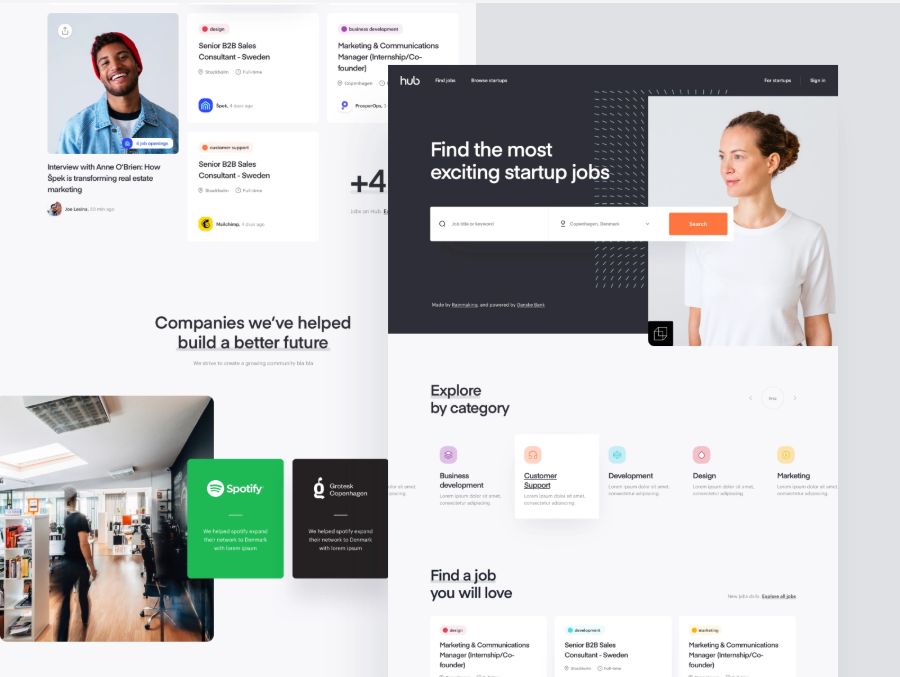 design
Senior B2B Sales
Consultant - Sweden
Stockholm Full-time
Špek, 4 days ago
business development
Marketing & Communications
Manager (Internship/Co-
founder)
Copenhagen
ProsperOps, 3
4 job openings
Interview with Anne O'Brien: How
Špek is transforming real estate
marketing
Joe Lesina, 20 min ago
customer support
Senior B2B Sales
Consultant - Sweden
Stockholm Full-time
Mailchimp, 4 days ago
+4
Jobs on Hub.
Companies we've helped
build a better future
We strive to create a growing community bla bla
Spotify
We helped spotify expand
their network to Denmark
with lorem ipsum
Grotesk
Copenhagen
We helped spotify expand
their network to Denmark
with lorem ipsum
hub Find jobs Browse startups For startups Sign in
Find the most
exciting startup jobs
Job title or keyword Copenhagen, Denmark Search
Made by Rainmaking, and powered by Danske Bank
Explore
by category
dolor sit amet,
Business
development
Lorem ipsum dolor sit amet,
consectetur adipiscing.
Customer
Support
Lorem ipsum dolor sit amet,
consectetur adipiscing.
Development
Lorem ipsum dolor sit amet,
consectetur adipiscing.
Design
Lorem ipsum dolor sit amet,
consectetur adipiscing.
Marketing
Lorem ipsum dolor sit amet,
consectetur adipiscing.
Find a job
you will love
New jobs daily. Explore all jobs
design
Marketing & Communications
Manager (Internship/Co-
founder)
development
Senior B2B Sales
Consultant - Sweden
Stockholm Full-time
marketing
Marketing & Communications
Manager (Internship/Co-
founder)